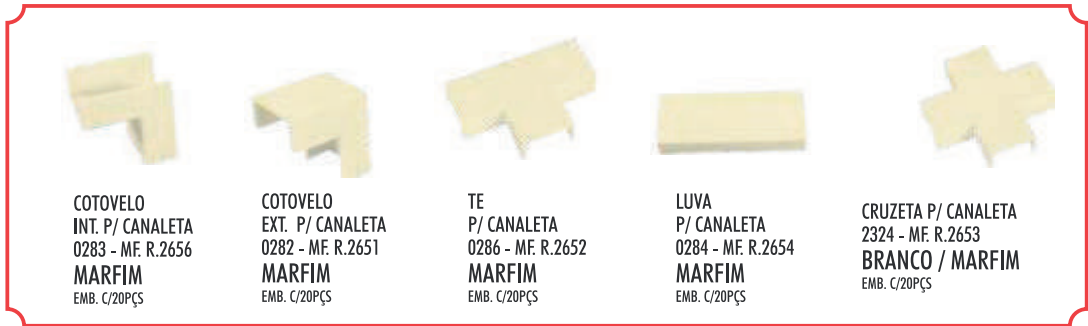 COTOVELO
INT. P/ CANALETA
0283 - MF. R.2656
MARFIM
EMB. C/20PÇS
COTOVELO
EXT. P/ CANALETA
0282 - MF. R.2651
MARFIM
EMB. C/20PÇS
TE
P/ CANALETA
0286 - MF. R.2652
MARFIM
EMB. C/20PÇS
LUVA
P/ CANALETA
0284 - MF. R.2654
MARFIM
EMB. C/20PÇS
CRUZETA P/ CANALETA
2324 - MF. R.2653
BRANCO / MARFIM
EMB. C/20PÇS